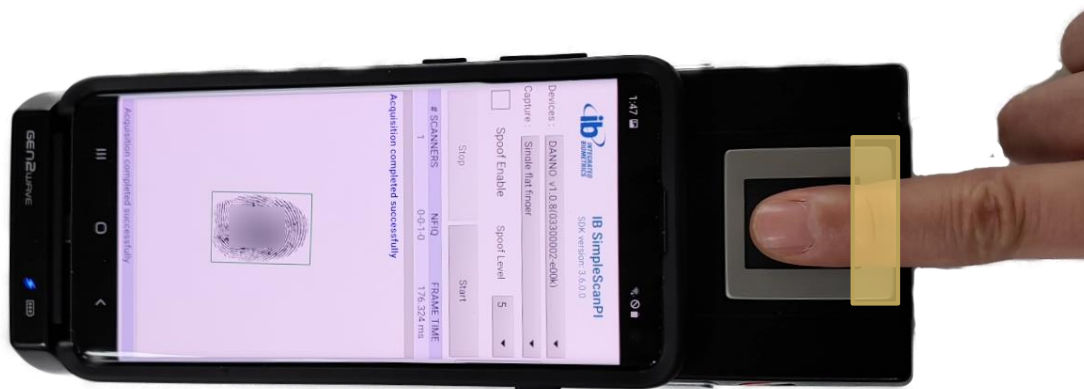 1:47
ib
INTEGRATED
BIOMETRICS
IB SimpleScanPI
SDK version: 3.6.0.0
Devices :
DANNO_v1.0.8(03300002-e00k)
Capture :
Single flat finger
Spoof Enable
Spoof Level
5
Stop
Start
# SCANNERS
NFIQ
FRAME TIME
1
0-0-1-0
176.324 ms
Acquisition completed successfully
Acquisition completed successfully
GEN2WAVE